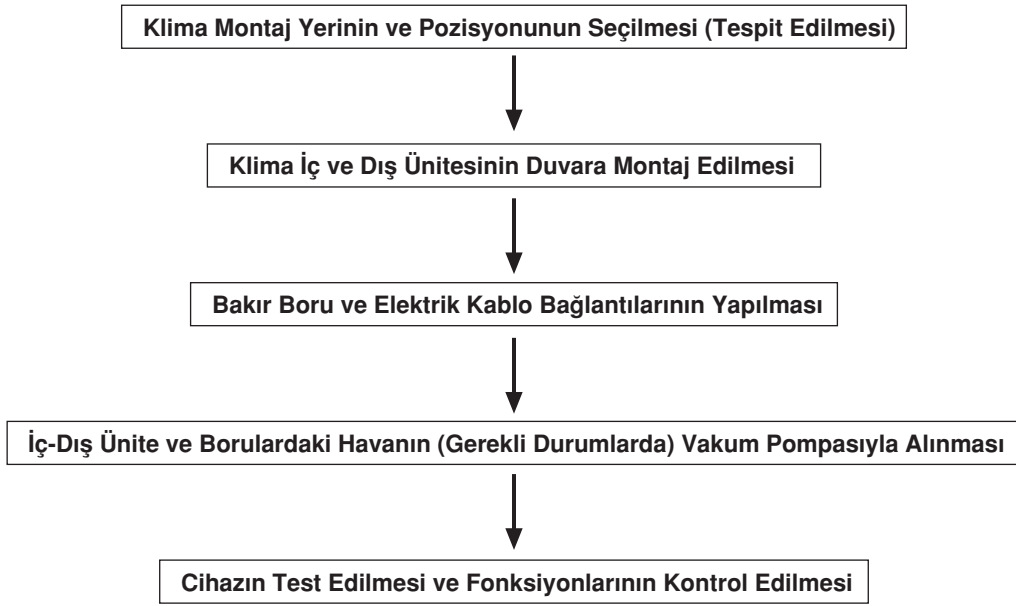 Klima Montaj Yerinin ve Pozisyonunun Seçilmesi (Tespit Edilmesi)
Klima İç ve Dış Ünitesinin Duvara Montaj Edilmesi
Bakır Boru ve Elektrik Kablo Bağlantılarının Yapılması
İç-Dış Ünite ve Borulardaki Havanın (Gerekli Durumlarda) Vakum Pompasıyla Alınması
Cihazın Test Edilmesi ve Fonksiyonlarının Kontrol Edilmesi